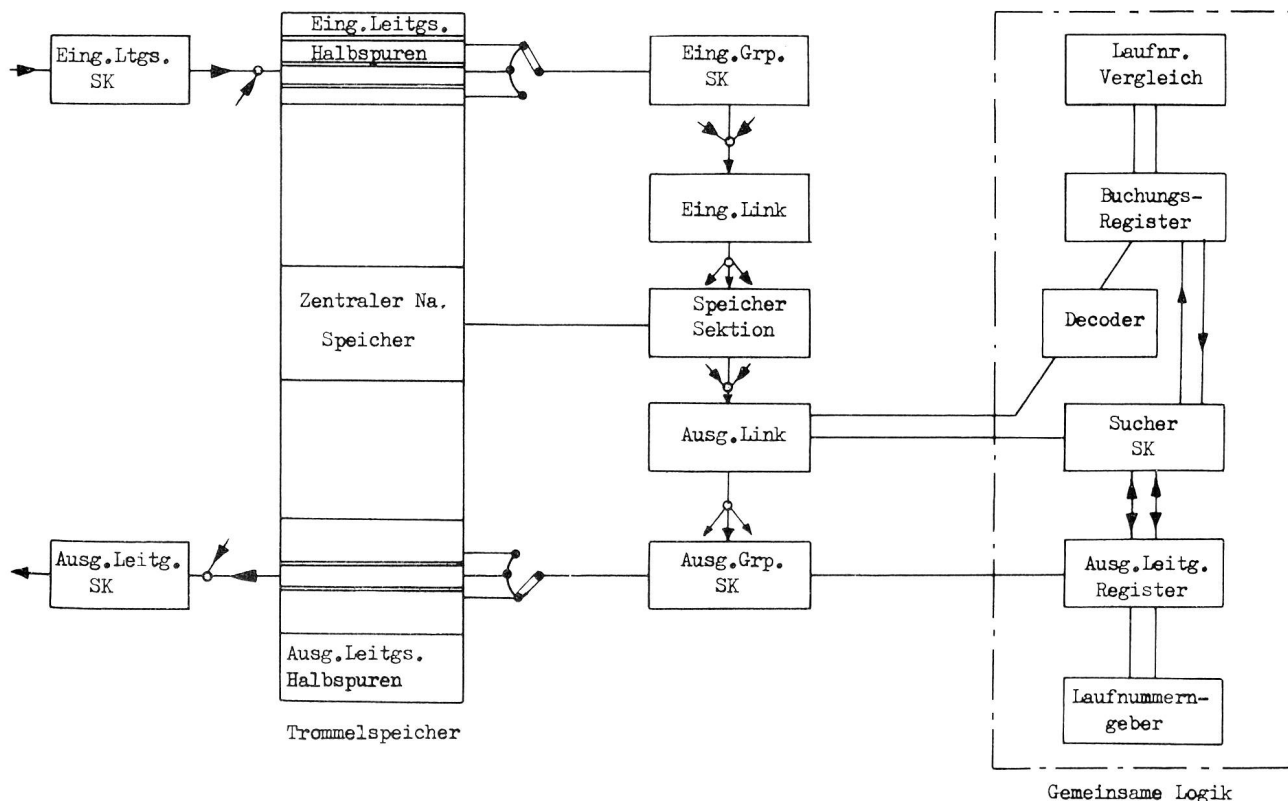 Eing.Ltgs.
SK
Eing.Leitgs.
Halbspuren
Eing.Grp.
SK
Laufnr.
Vergleich
Eing.Link
Buchungs-
Register
Zentraler Na.
Speicher
Speicher
Sektion
Decoder
Ausg.Link
Sucher
SK
Ausg.Leitg.
SK
Ausg.Grp.
SK
Ausg.Leitg.
Register
Ausg.Leitgs.
Halbspuren
Laufnummern-
geber
Trommelspeicher
Gemeinsame Logik